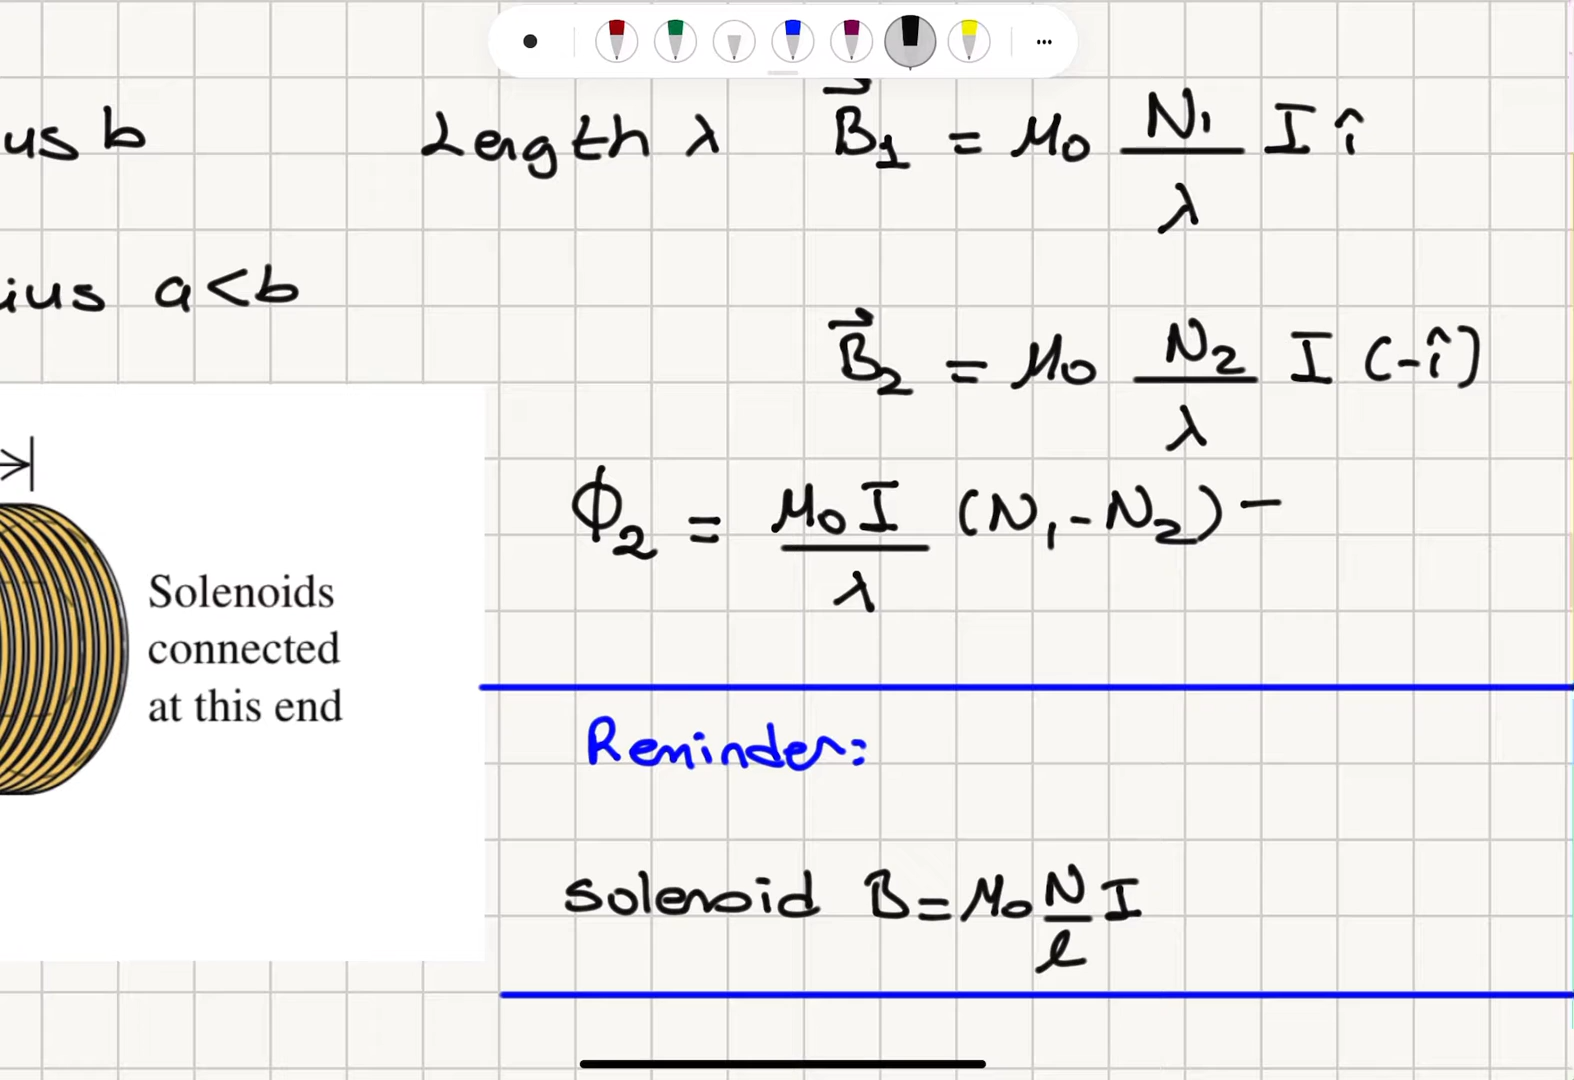 us b
Length λ
B⃗₁ = μ₀ N₁/λ I î
ius a<b
B⃗₂ = μ₀ N₂/λ I (-î)
ϕ₂ = μ₀I/λ (N₁-N₂) –
Solenoids
connected
at this end
Reminder:
solenoid B=μ₀ N/ℓ I